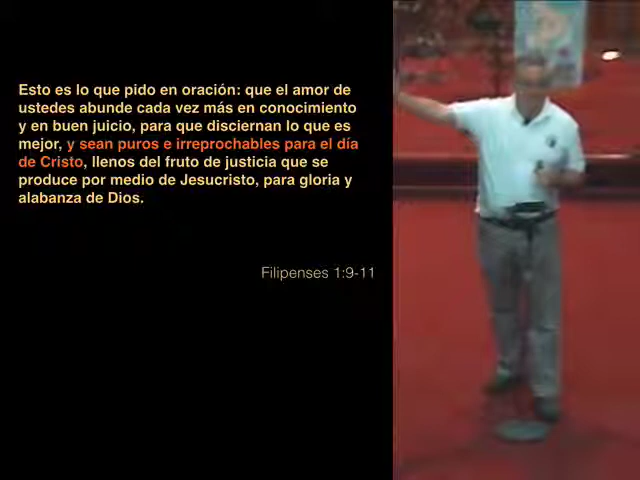 Esto es lo que pido en oración: que el amor de
ustedes abunde cada vez más en conocimiento
y en buen juicio, para que disciernan lo que es
mejor, y sean puros e irreprochables para el día
de Cristo, llenos del fruto de justicia que se
produce por medio de Jesucristo, para gloria y
alabanza de Dios.
Filipenses 1:9-11